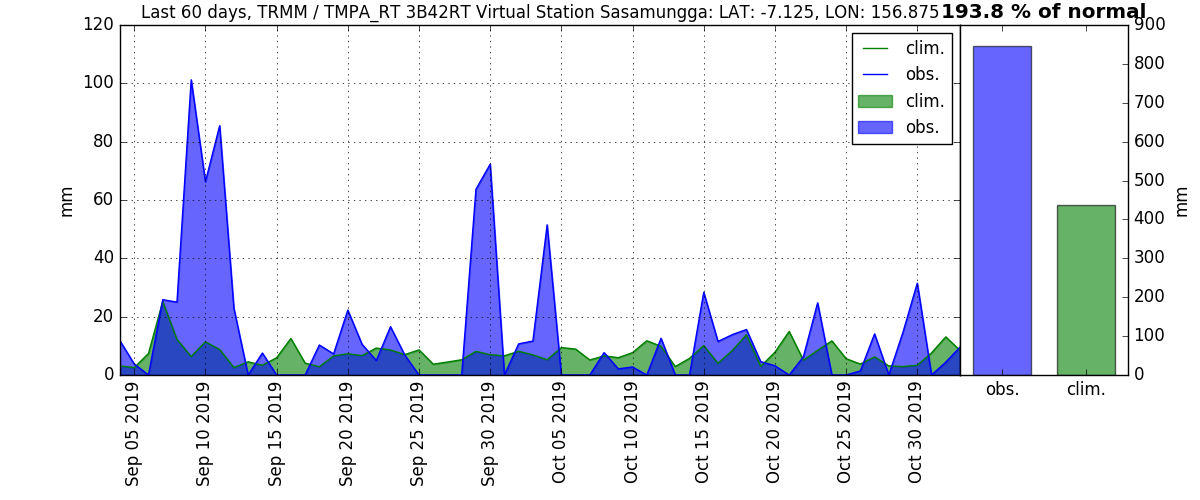 Last 60 days, TRMM / TMPA_RT 3B42RT Virtual Station Sasamungga: LAT: -7.125, LON: 156.875
193.8 % of normal
120
100
80
60
40
20
0
mm
clim.
obs.
clim.
obs.
900
800
700
600
500
400
300
200
100
0
mm
Sep 05 2019
Sep 10 2019
Sep 15 2019
Sep 20 2019
Sep 25 2019
Sep 30 2019
Oct 05 2019
Oct 10 2019
Oct 15 2019
Oct 20 2019
Oct 25 2019
Oct 30 2019
obs.
clim.